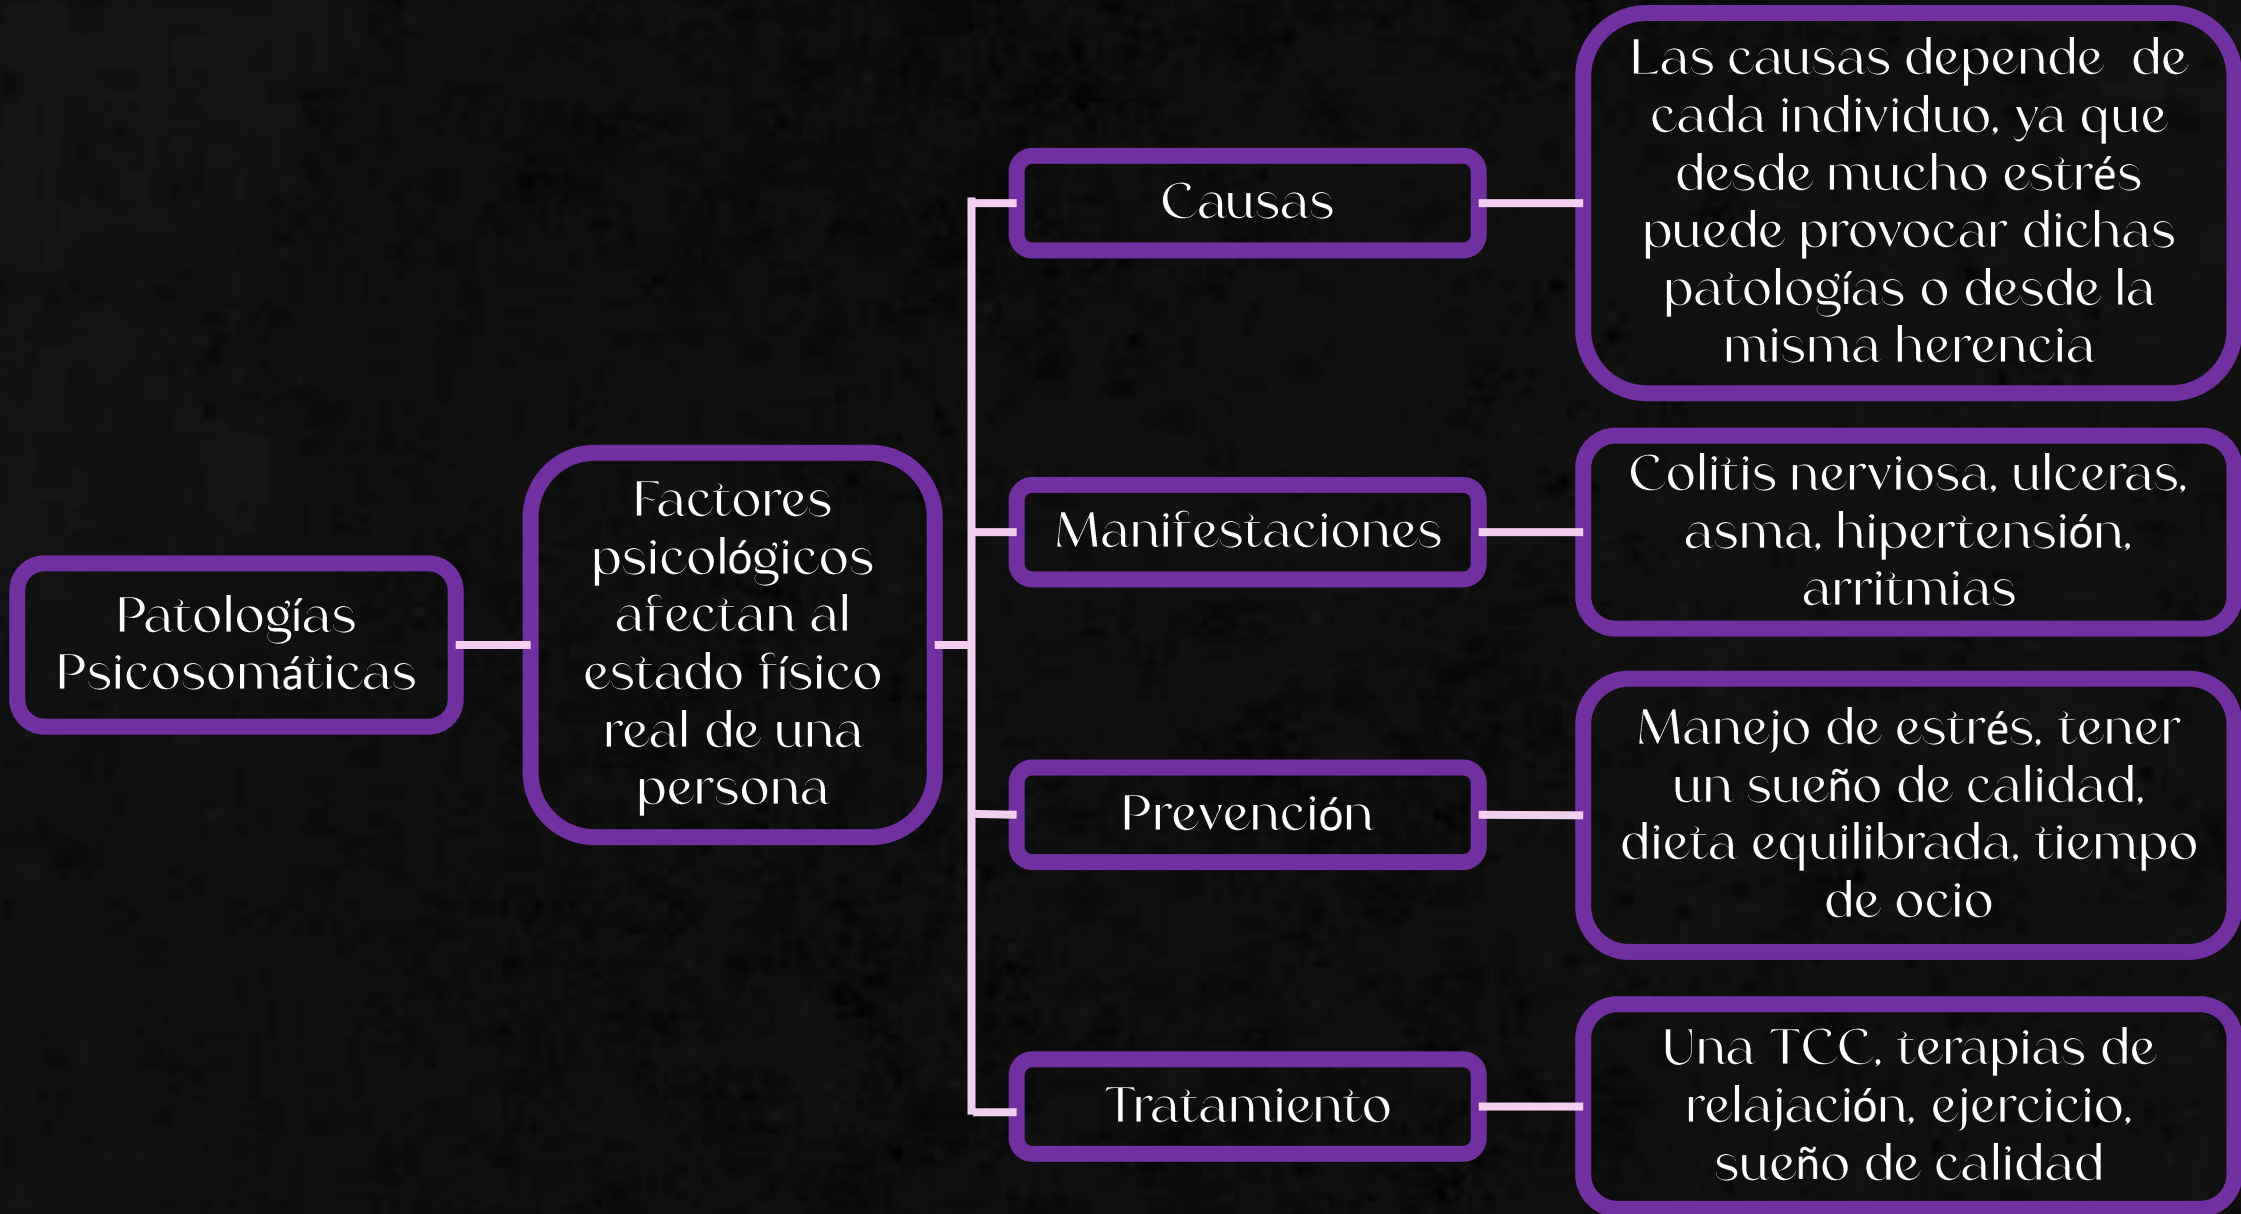 Patologías
Psicosomáticas
Factores
psicológicos
afectan al
estado físico
real de una
persona
Causas
Las causas depende de
cada individuo, ya que
desde mucho estrés
puede provocar dichas
patologías o desde la
misma herencia
Manifestaciones
Colitis nerviosa, ulceras,
asma, hipertensión,
arritmias
Prevención
Manejo de estrés, tener
un sueño de calidad,
dieta equilibrada, tiempo
de ocio
Tratamiento
Una TCC, terapias de
relajación, ejercicio,
sueño de calidad